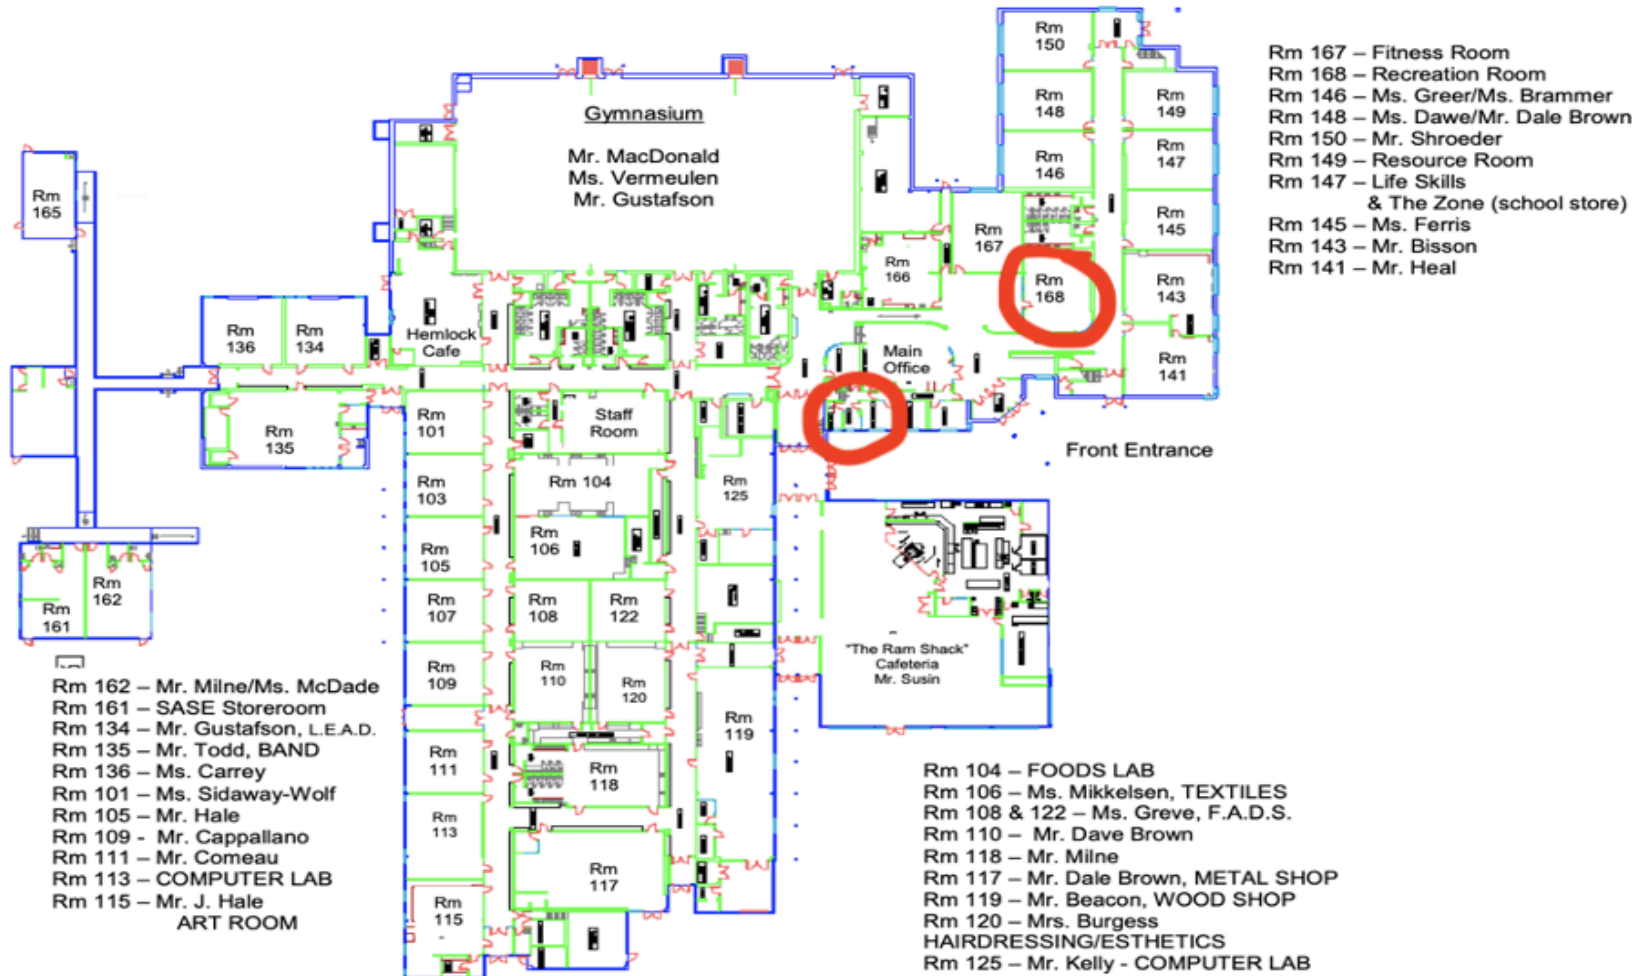 Rm
150
Rm
148
Rm
149
Rm
146
Rm
147
Rm
145
Rm
167
Rm
168
Rm
143
Rm
141
Rm
166
Main
Office
Front Entrance
Gymnasium
Mr. MacDonald
Ms. Vermeulen
Mr. Gustafson
Rm
165
Rm
136
Rm
134
Hemlock
Cafe
Rm
135
Rm
101
Staff
Room
Rm
103
Rm 104
Rm
125
Rm
105
Rm
106
Rm
107
Rm
108
Rm
122
Rm
109
Rm
110
Rm
120
Rm
119
Rm
111
Rm
118
Rm
113
Rm
117
Rm
115
Rm
161
Rm
162
"The Ram Shack"
Cafeteria
Mr. Susin
Rm 167 – Fitness Room
Rm 168 – Recreation Room
Rm 146 – Ms. Greer/Ms. Brammer
Rm 148 – Ms. Dawe/Mr. Dale Brown
Rm 150 – Mr. Shroeder
Rm 149 – Resource Room
Rm 147 – Life Skills
& The Zone (school store)
Rm 145 – Ms. Ferris
Rm 143 – Mr. Bisson
Rm 141 – Mr. Heal
Rm 162 – Mr. Milne/Ms. McDade
Rm 161 – SASE Storeroom
Rm 134 – Mr. Gustafson, L.E.A.D.
Rm 135 – Mr. Todd, BAND
Rm 136 – Ms. Carrey
Rm 101 – Ms. Sidaway-Wolf
Rm 105 – Mr. Hale
Rm 109 - Mr. Cappallano
Rm 111 – Mr. Comeau
Rm 113 – COMPUTER LAB
Rm 115 – Mr. J. Hale
ART ROOM
Rm 104 – FOODS LAB
Rm 106 – Ms. Mikkelsen, TEXTILES
Rm 108 & 122 – Ms. Greve, F.A.D.S.
Rm 110 – Mr. Dave Brown
Rm 118 – Mr. Milne
Rm 117 – Mr. Dale Brown, METAL SHOP
Rm 119 – Mr. Beacon, WOOD SHOP
Rm 120 – Mrs. Burgess
HAIRDRESSING/ESTHETICS
Rm 125 – Mr. Kelly - COMPUTER LAB